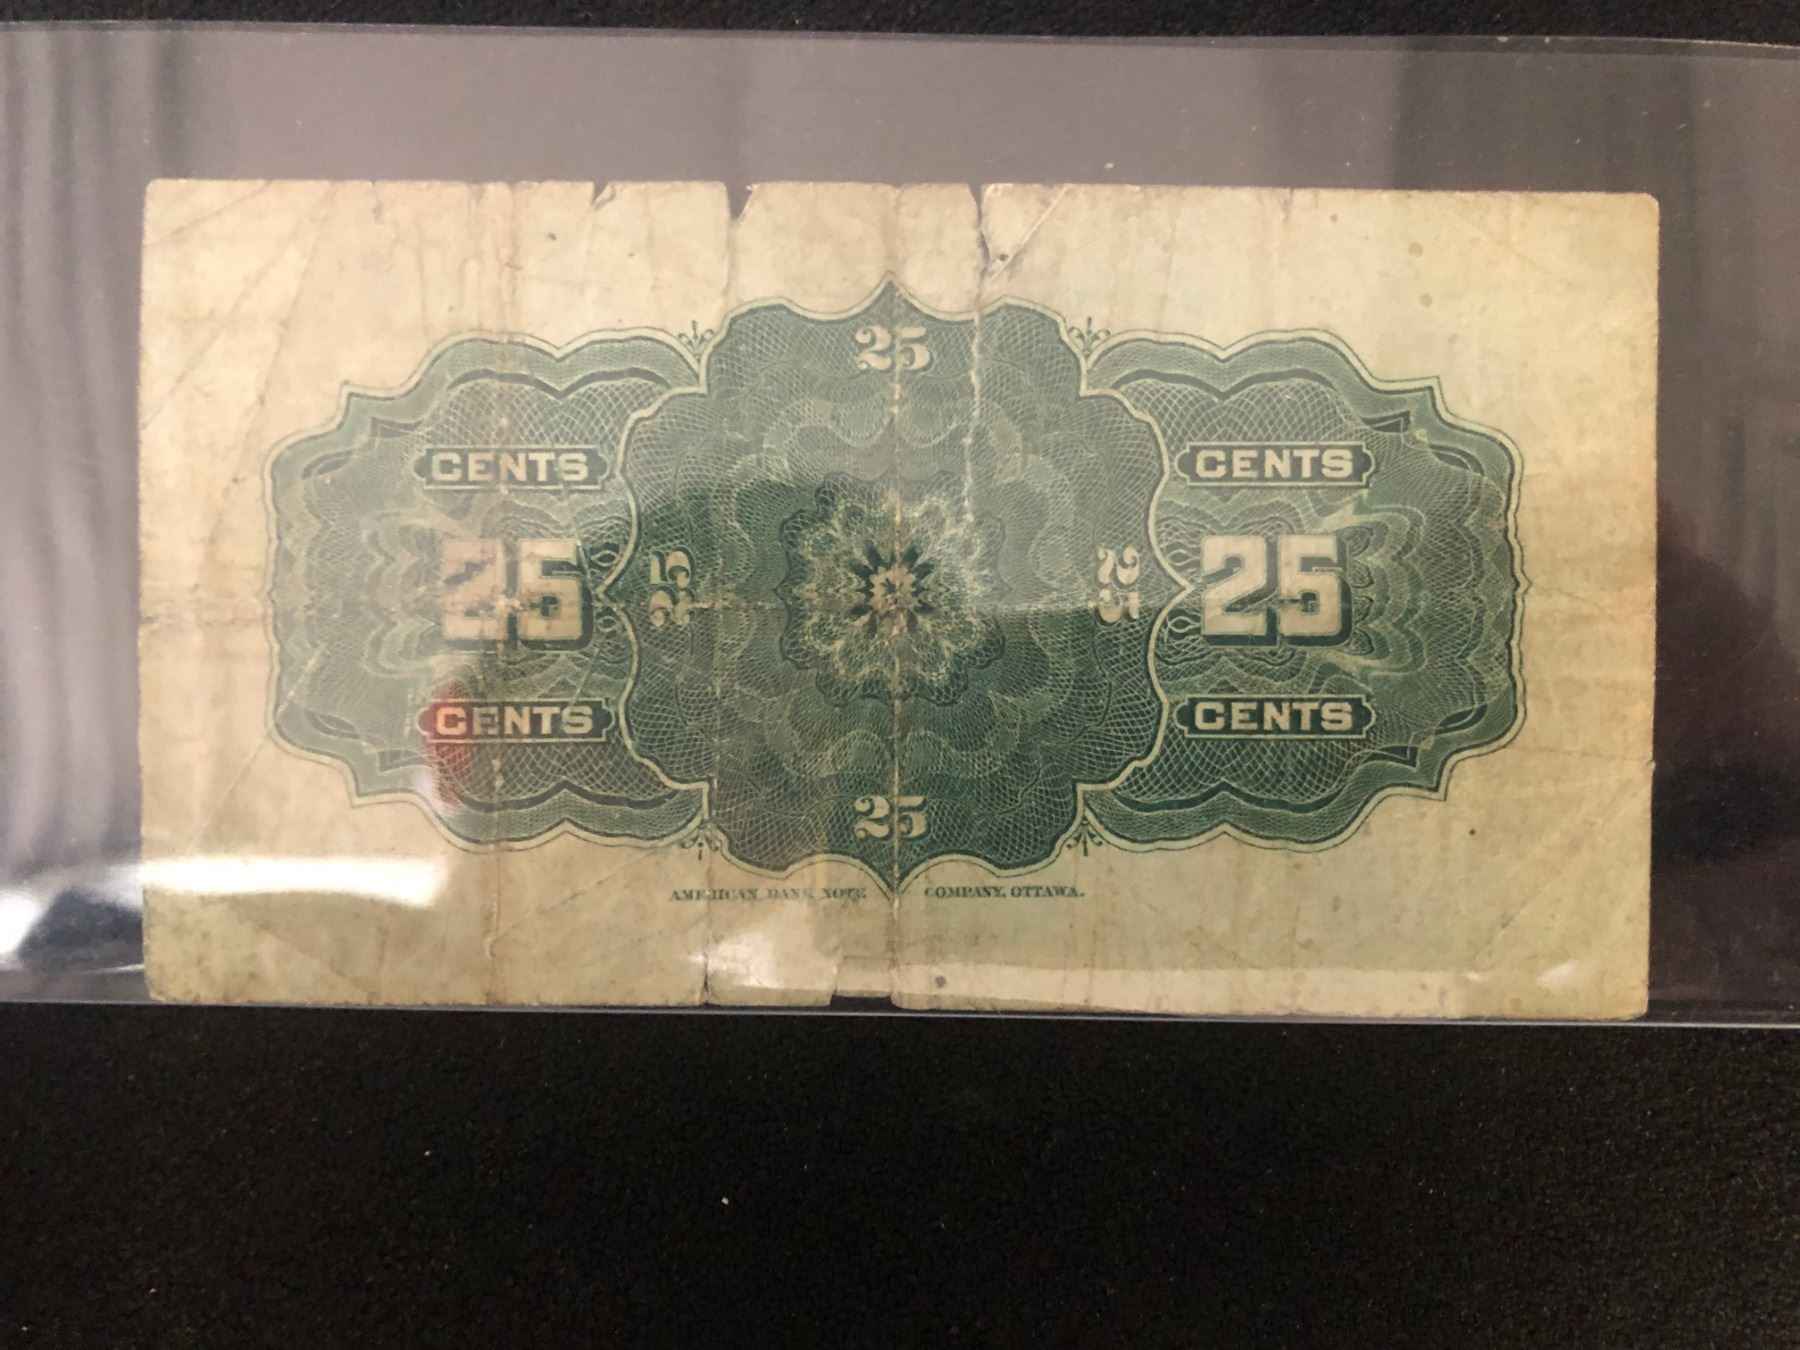 25
CENTS CENTS
25 25 25 25
CENTS CENTS
25
AMERICAN BANK NOTE COMPANY, OTTAWA.